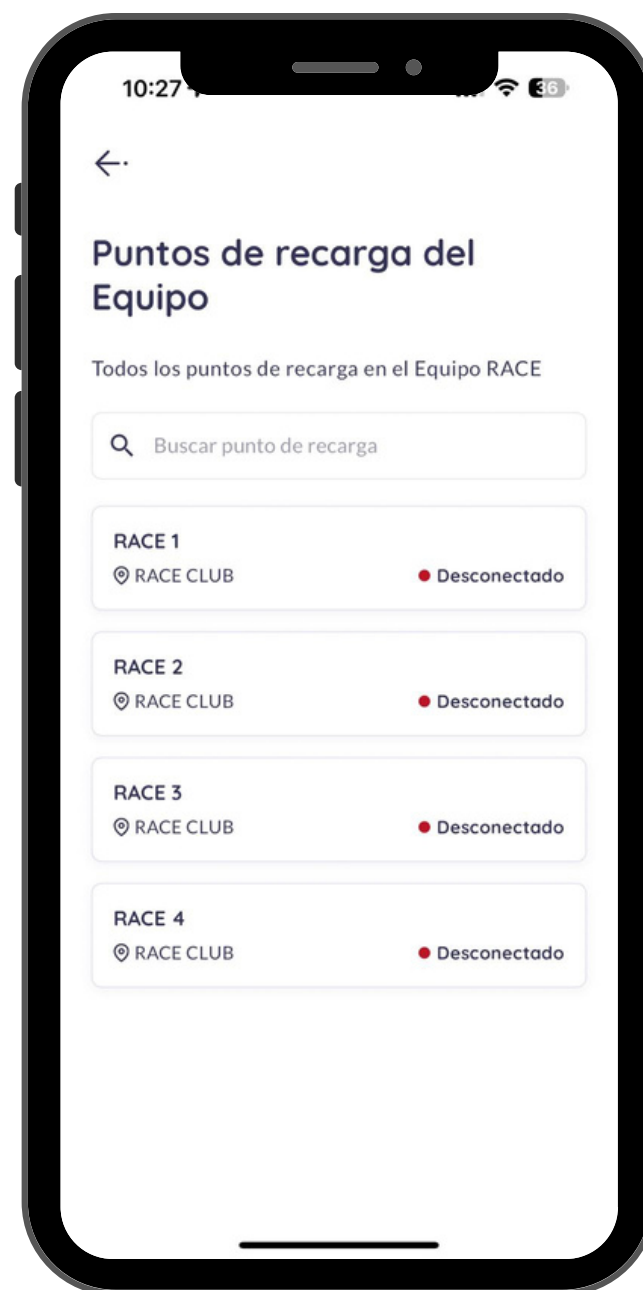 10:27
36
Puntos de recarga del
Equipo
Todos los puntos de recarga en el Equipo RACE
Buscar punto de recarga
RACE 1
RACE CLUB
Desconectado
RACE 2
RACE CLUB
Desconectado
RACE 3
RACE CLUB
Desconectado
RACE 4
RACE CLUB
Desconectado